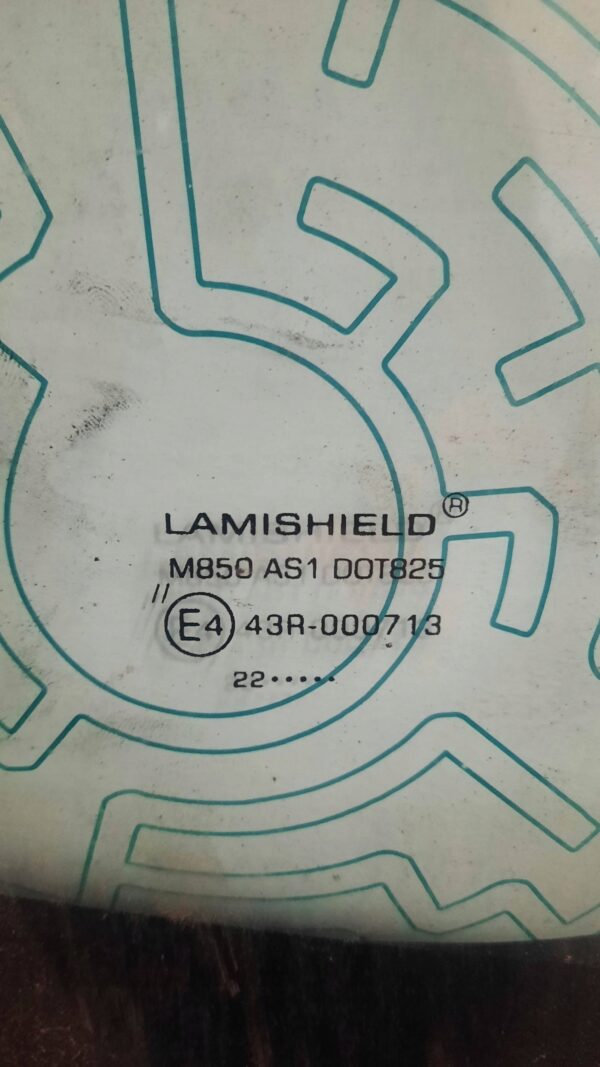 LAMISHIELD®
M850 AS1 DOT825
//
E4 43R-000713
22•••••